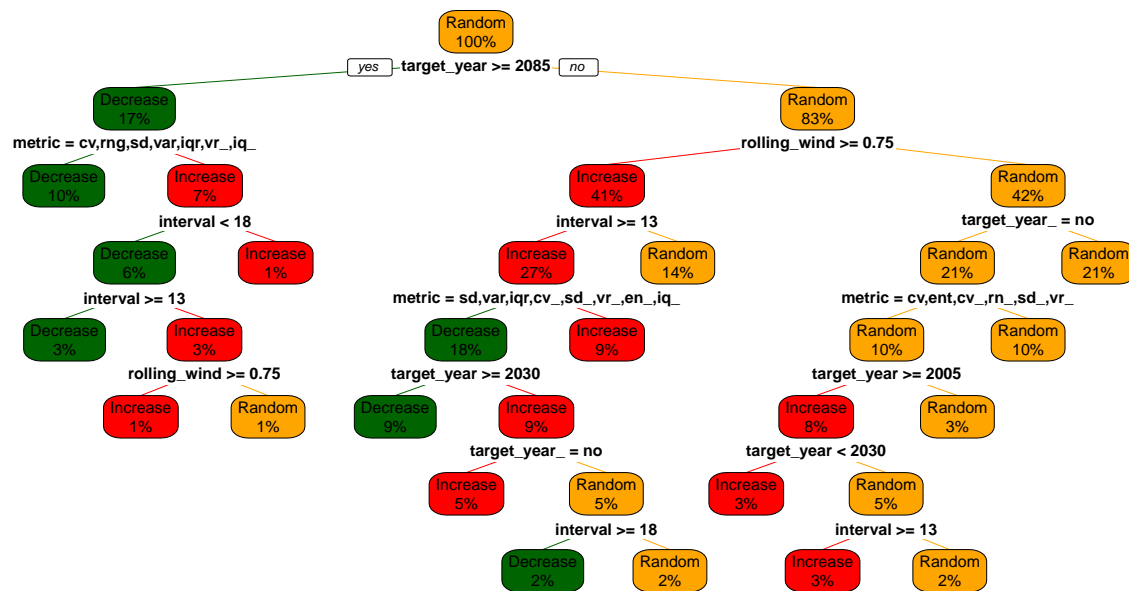 Random
100%
yes target_year >= 2085 no
Decrease
17%
Random
83%
metric = cv,rng,sd,var,iqr,vr_,iq_
rolling_wind >= 0.75
Decrease
10%
Increase
7%
Increase
41%
Random
42%
interval < 18
interval >= 13
target_year_ = no
Decrease
6%
Increase
1%
Increase
27%
Random
14%
Random
21%
Random
21%
interval >= 13
metric = sd,var,iqr,cv_,sd_,vr_,en_,iq_
metric = cv,ent,cv_,rn_,sd_,vr_
Decrease
3%
Increase
3%
Decrease
18%
Increase
9%
Random
10%
Random
10%
rolling_wind >= 0.75
target_year >= 2030
target_year >= 2005
Increase
1%
Random
1%
Decrease
9%
Increase
9%
Increase
8%
Random
3%
target_year_ = no
target_year < 2030
Increase
5%
Random
5%
Increase
3%
Random
5%
interval >= 18
interval >= 13
Decrease
2%
Random
2%
Increase
3%
Random
2%